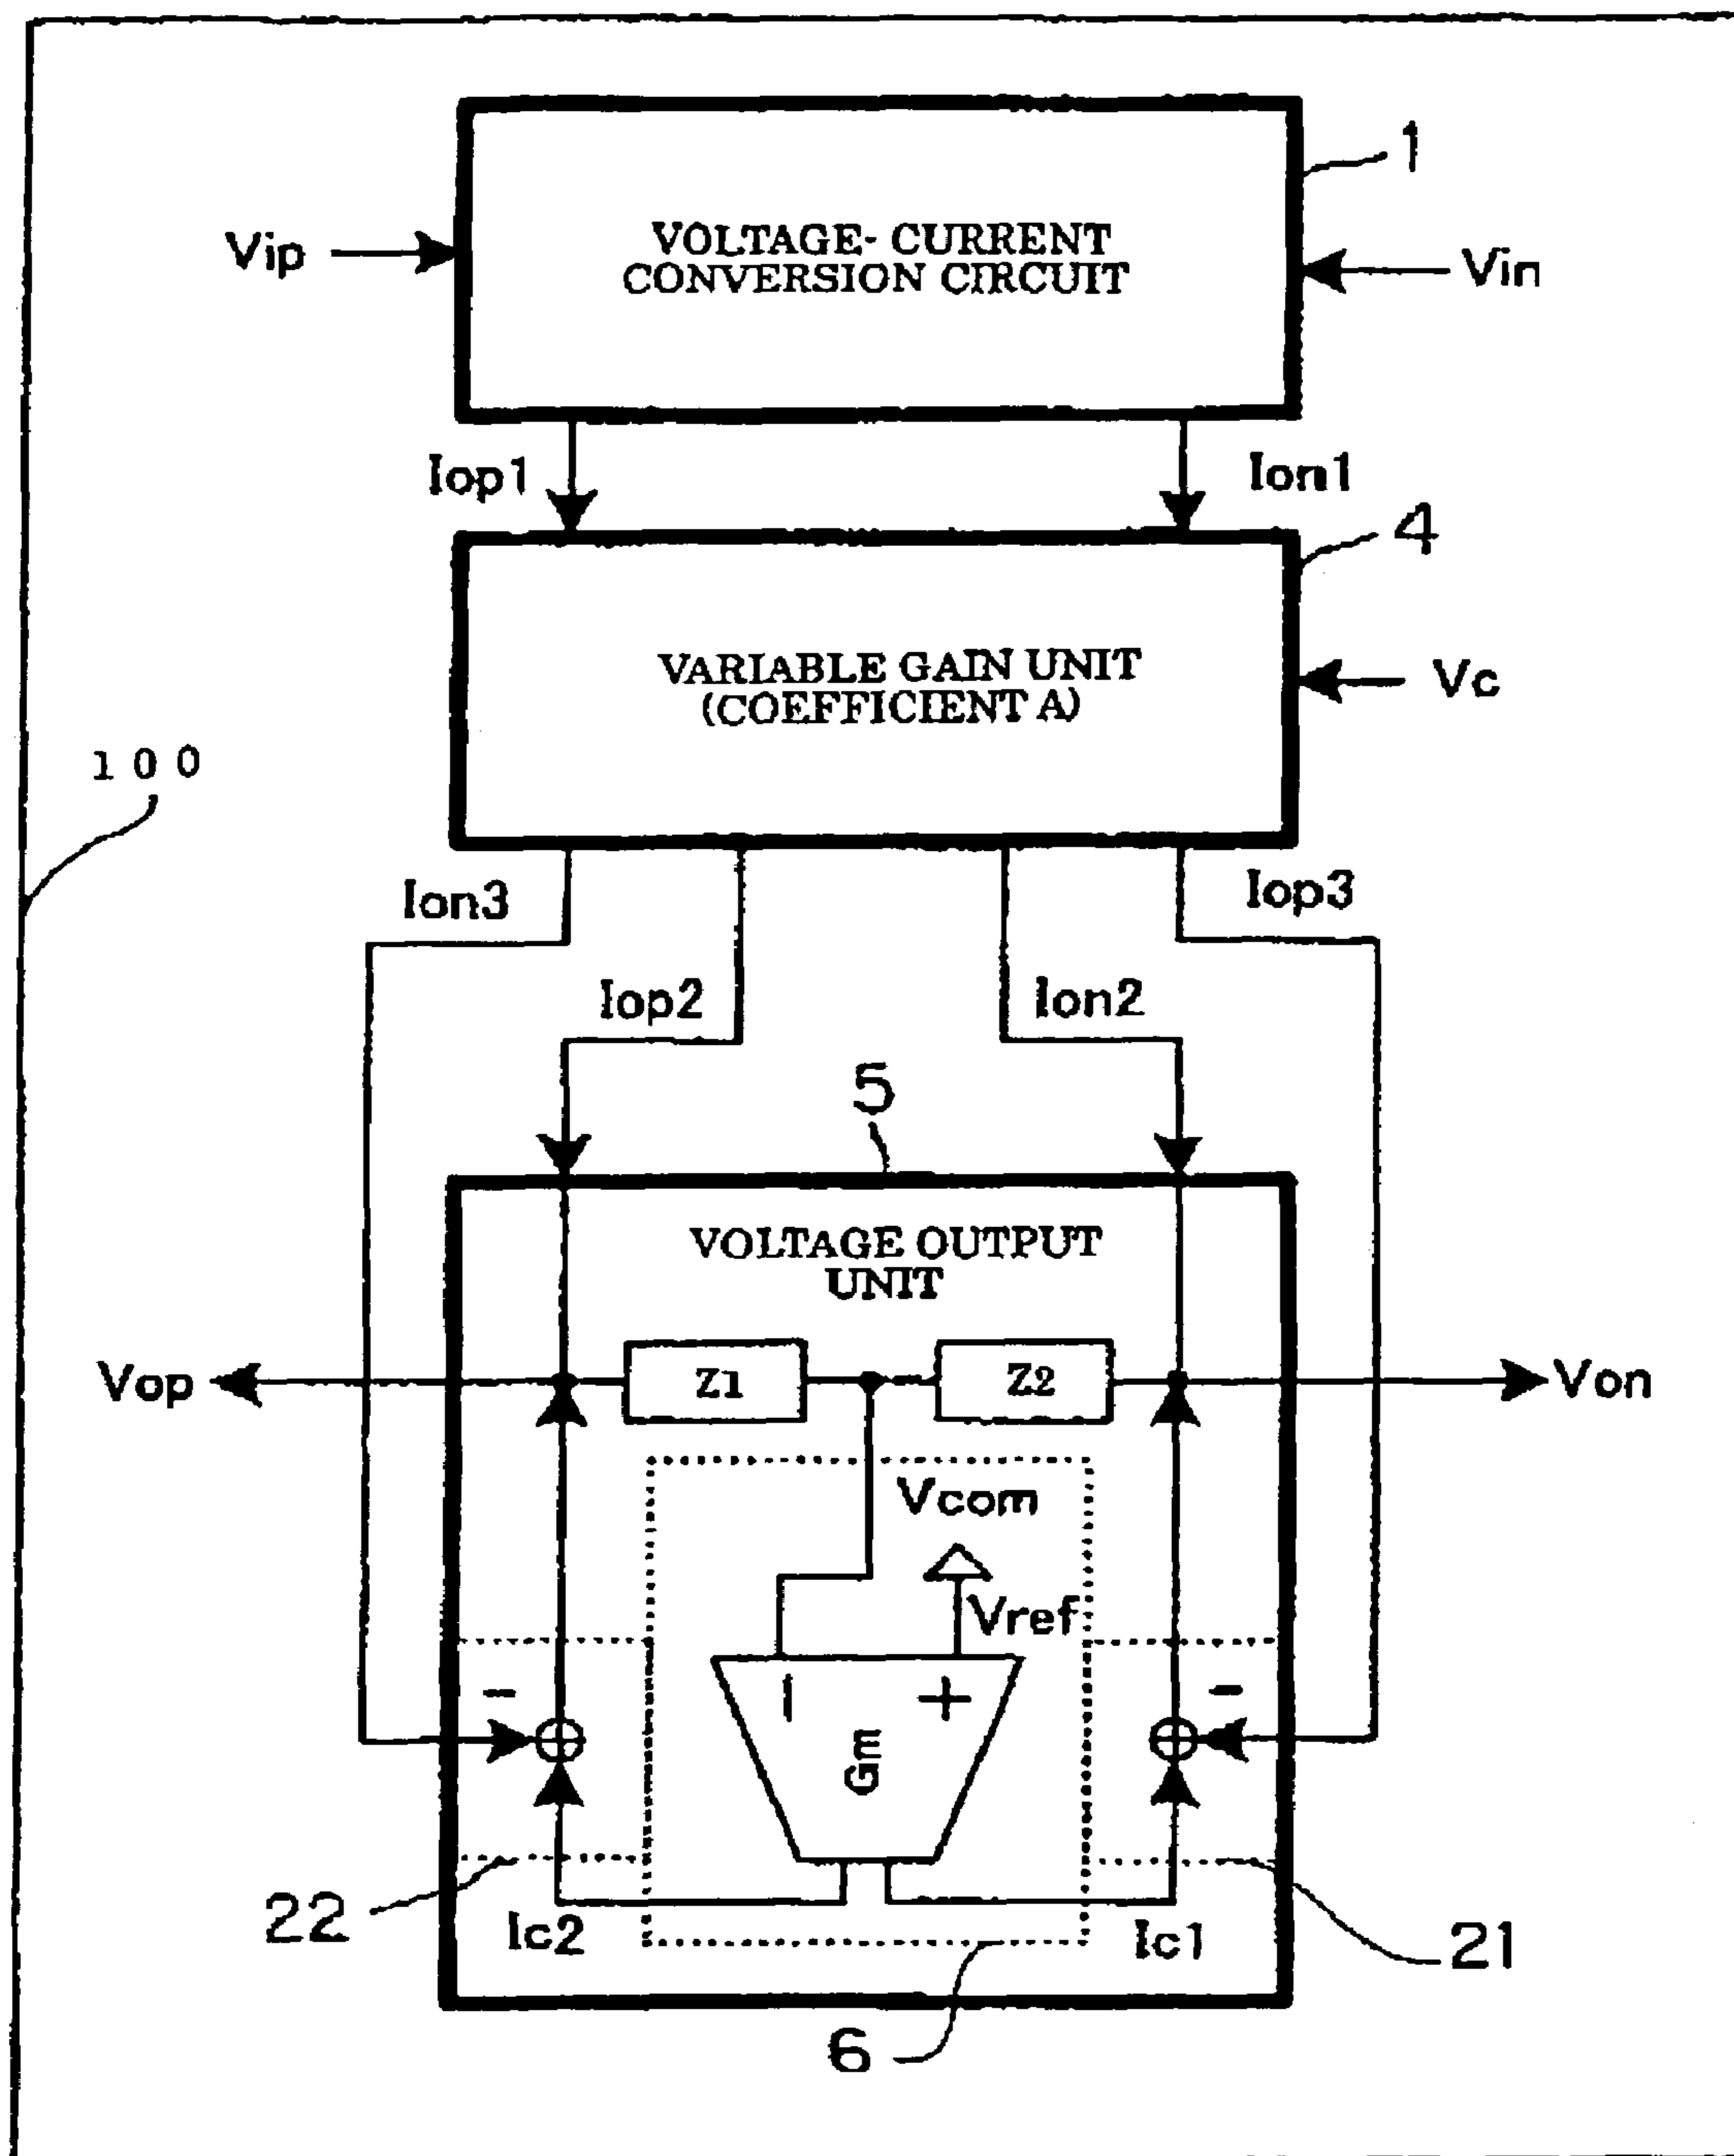 1
Vip
VOLTAGE- CURRENT
CONVERSION CIRCUIT
Vin
Iop1
Ion1
4
VARIABLE GAIN UNIT
(COEFFICIENT A)
Vc
100
Ion3
Iop3
Iop2
Ion2
5
VOLTAGE OUTPUT
UNIT
Vop
Z1
Z2
Von
Vcom
Vref
-
-
- +
Gm
22
Ic2
Ic1
21
6